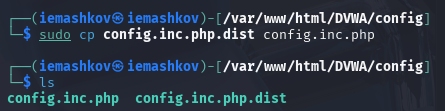 ┌──(iemashkov㉿iemashkov)-[/var/www/html/DVWA/config]
└─$ sudo cp config.inc.php.dist config.inc.php
┌──(iemashkov㉿iemashkov)-[/var/www/html/DVWA/config]
└─$ ls
config.inc.php  config.inc.php.dist